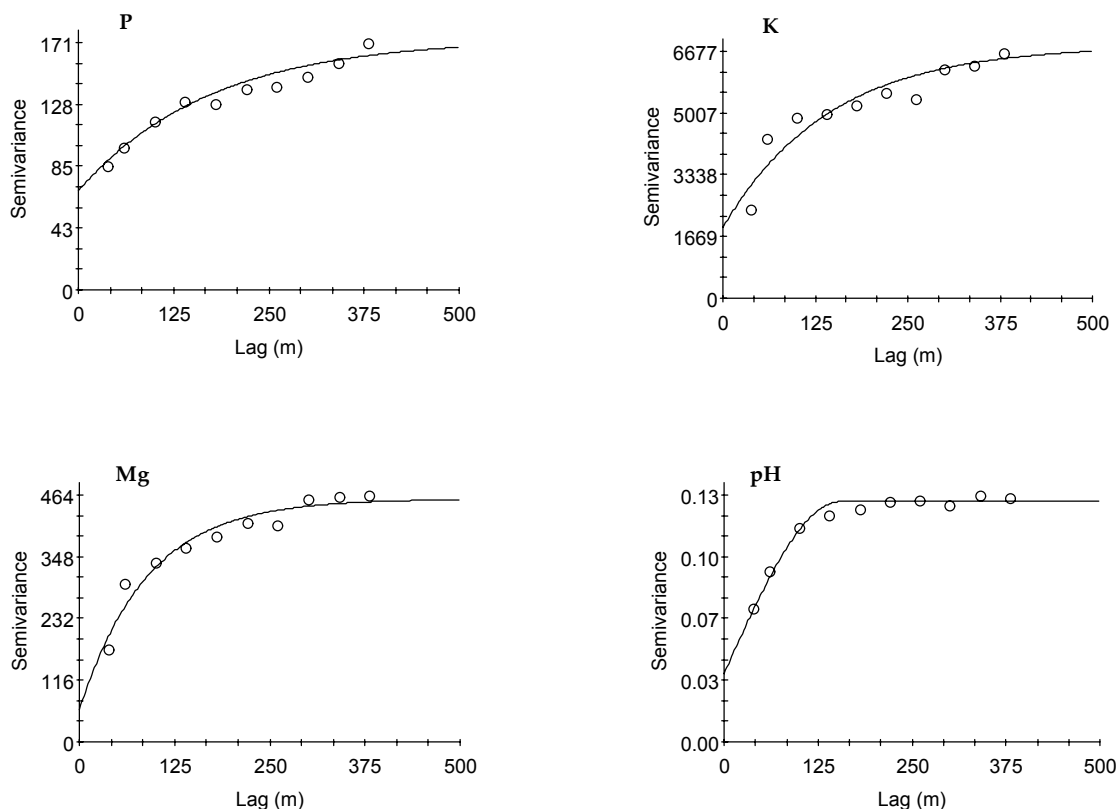 P
171
128
85
43
0
Semivariance
0 125 250 375 500
Lag (m)
K
6677
5007
3338
1669
0
Semivariance
0 125 250 375 500
Lag (m)
Mg
464
348
232
116
0
Semivariance
0 125 250 375 500
Lag (m)
pH
0.13
0.10
0.07
0.03
0.00
Semivariance
0 125 250 375 500
Lag (m)